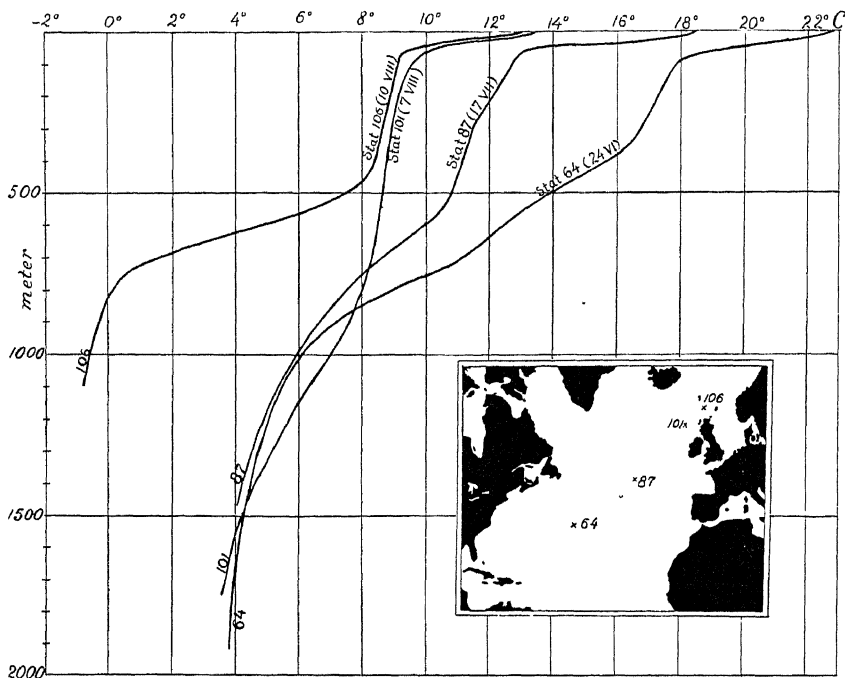 -2° 0° 2° 4° 6° 8° 10° 12° 14° 16° 18° 20° 22° C
Stat 106 (10 VIII)
Stat 101 (7 VIII)
Stat 87 (17 VII)
Stat 64 (24 VI)
500
meter
1000
106
87
1500
101
64
2000
106
101
87
64